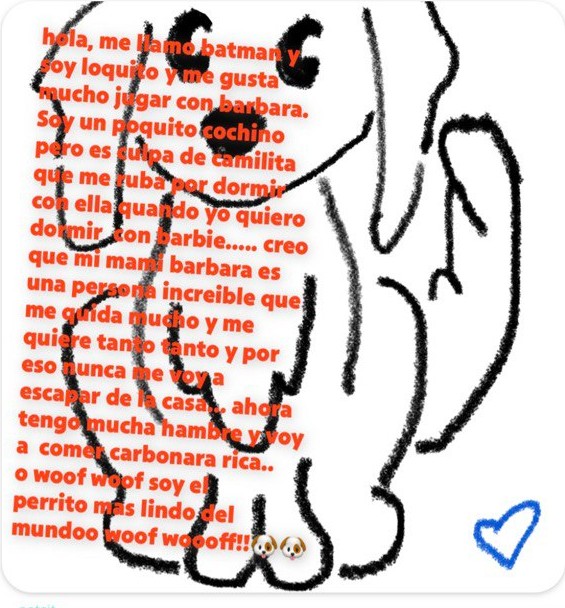 hola, me llamo batman y
soy loquito y me gusta
mucho jugar con barbara.
Soy un poquito cochino
pero es culpa de camilita
que me ruba por dormir
con ella quando yo quiero
dormir con barbie..... creo
que mi mami barbara es
una persona increible que
me quida mucho y me
quiere tanto tanto y por
eso nunca me voy a
escapar de la casa... ahora
tengo mucha hambre y voy
a comer carbonara rica..
o woof woof soy el
perrito mas lindo del
mundoo woof woooff!!🐶🐶